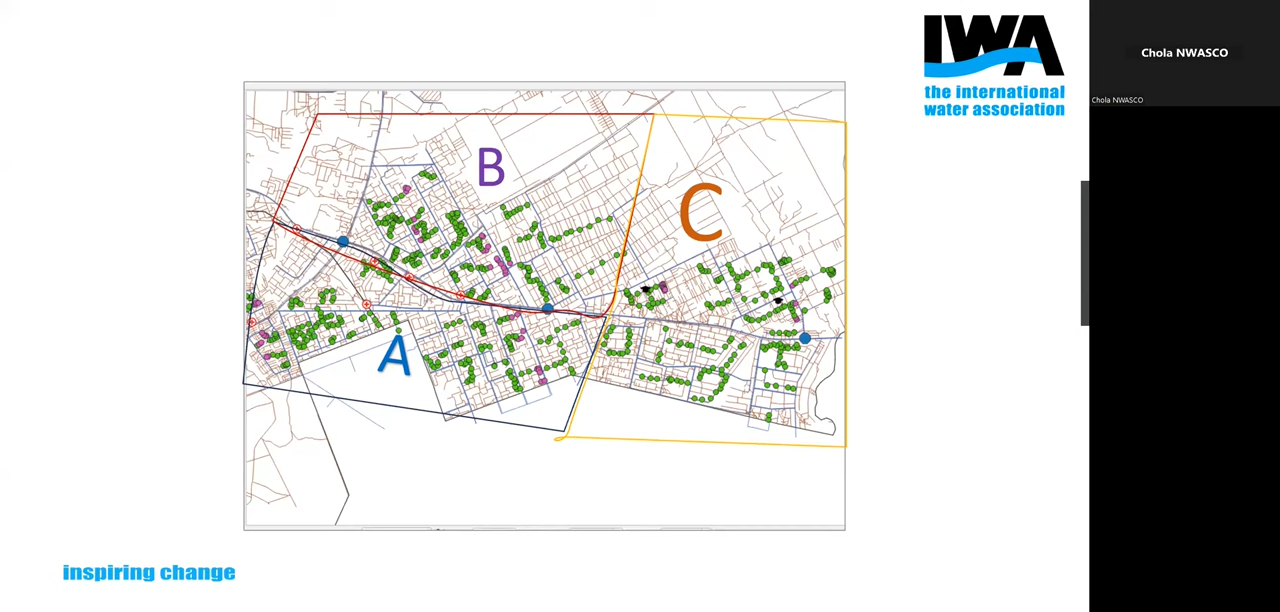 IWA
the international
water association
Chola NWASCO
Chola NWASCO
B
C
A
inspiring change